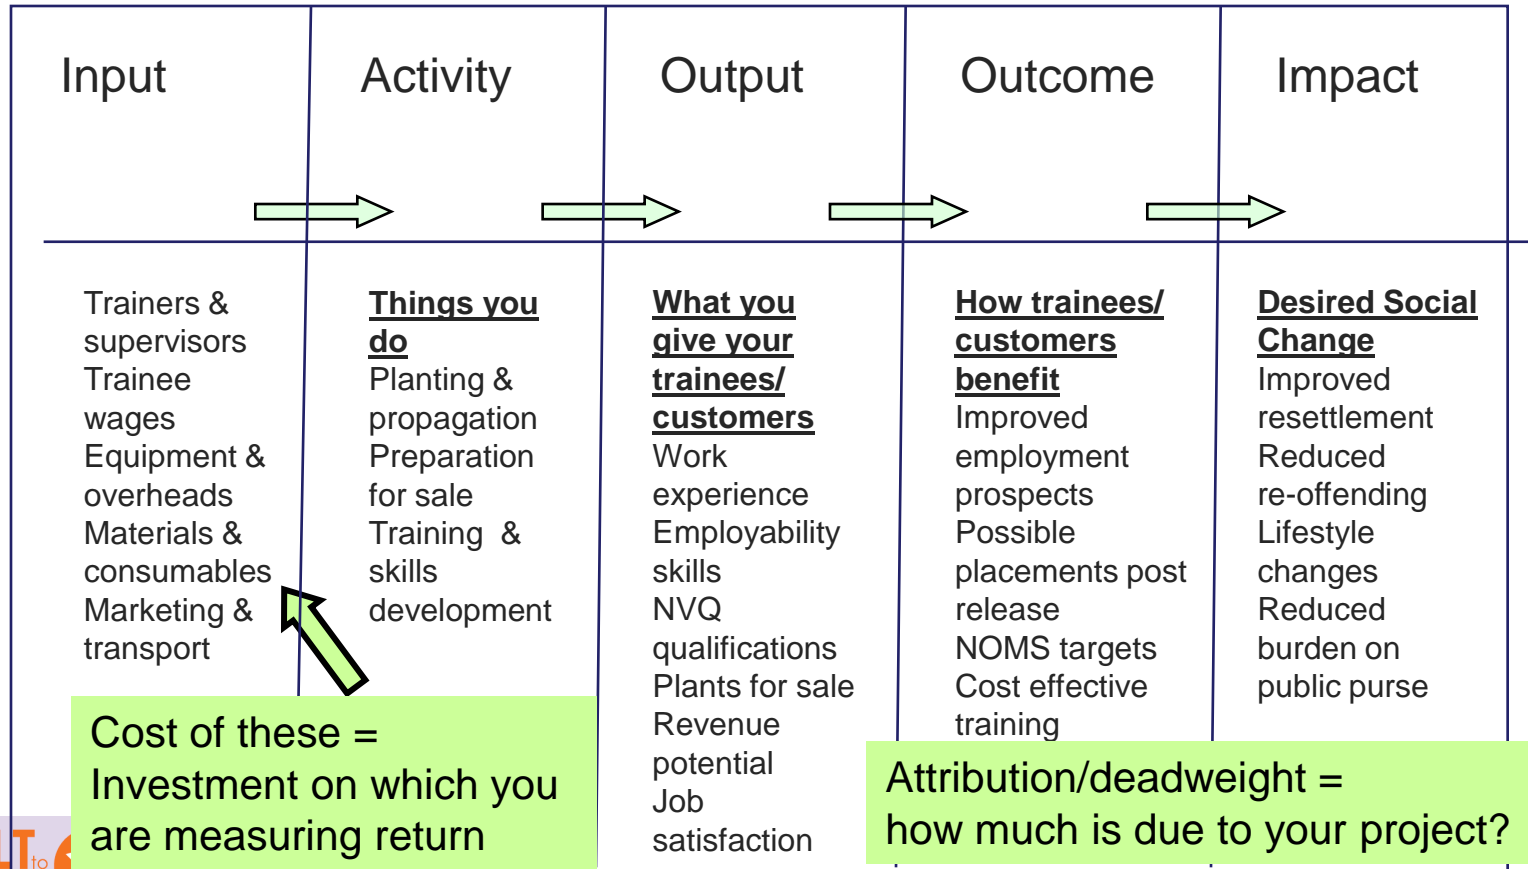 Input
Activity
Output
Outcome
Impact
Trainers &
supervisors
Trainee
wages
Equipment &
overheads
Materials &
consumables
Marketing &
transport
Things you
do
Planting &
propagation
Preparation
for sale
Training &
skills
development
What you
give your
trainees/
customers
Work
experience
Employability
skills
NVQ
qualifications
Plants for sale
Revenue
potential
Job
satisfaction
How trainees/
customers
benefit
Improved
employment
prospects
Possible
placements post
release
NOMS targets
Cost effective
training
Desired Social
Change
Improved
resettlement
Reduced
re-offending
Lifestyle
changes
Reduced
burden on
public purse
Cost of these =
Investment on which you
are measuring return
Attribution/deadweight =
how much is due to your project?
to